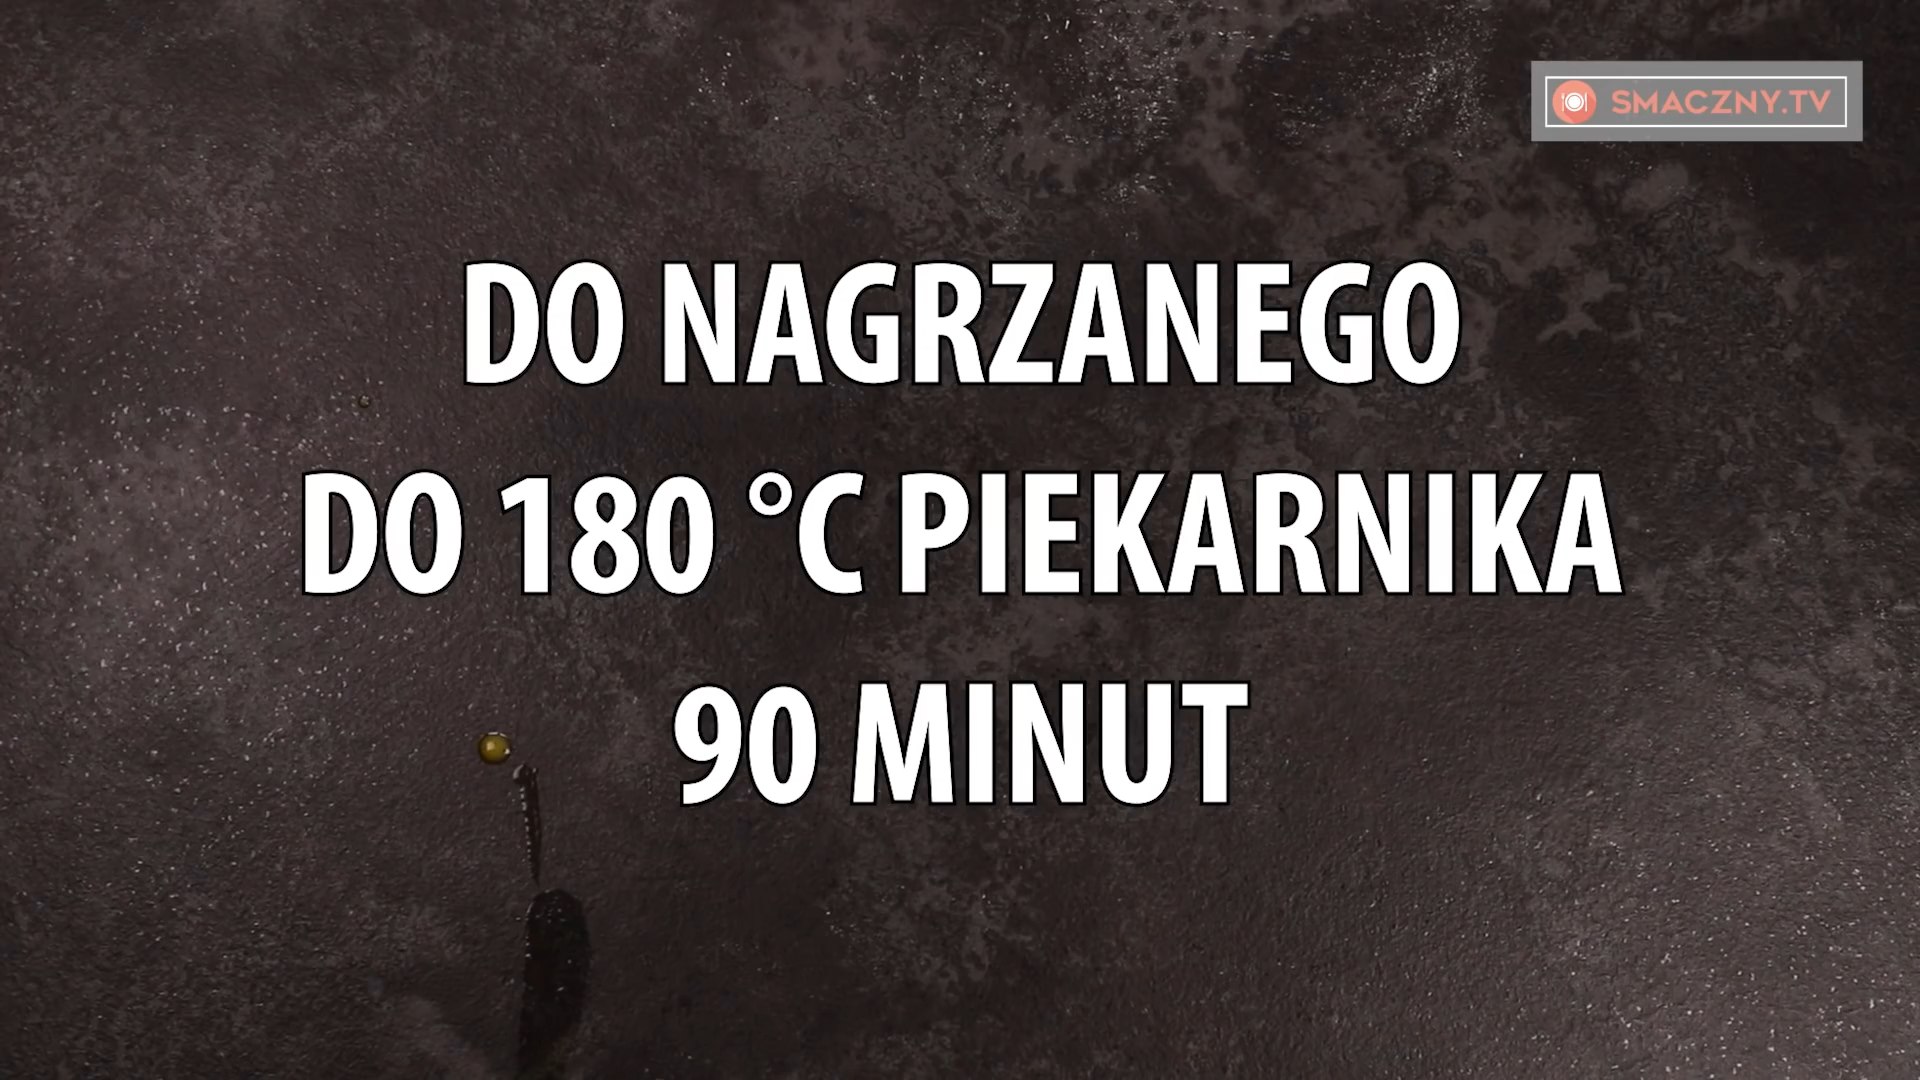 SMACZNY.TV
DO NAGRZANEGO
DO 180 °C PIEKARNIKA
90 MINUT